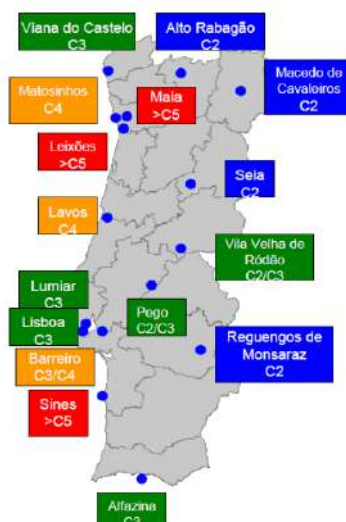 Viana do Castelo
C3
Alto Rabagão
C2
Matosinhos
C4
Maia
>C5
Macedo de
Cavaleiros
C2
Leixões
>C5
Seia
C2
Lavos
C4
Vila Velha de
Ródão
C2/C3
Lumiar
C3
Lisboa
C3
Pego
C2/C3
Reguengos de
Monsaraz
C2
Barreiro
C3/C4
Sines
>C5
Alfazina